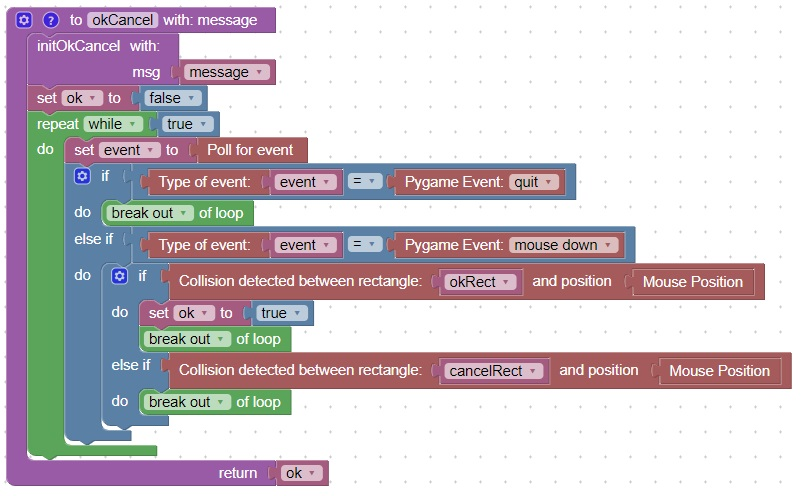 ? to okCancel with: message
initOkCancel with:
msg message
set ok to false
repeat while true
do set event to Poll for event
if Type of event: event = Pygame Event: quit
do break out of loop
else if Type of event: event = Pygame Event: mouse down
do if Collision detected between rectangle: okRect and position Mouse Position
do set ok to true
break out of loop
else if Collision detected between rectangle: cancelRect and position Mouse Position
do break out of loop
return ok